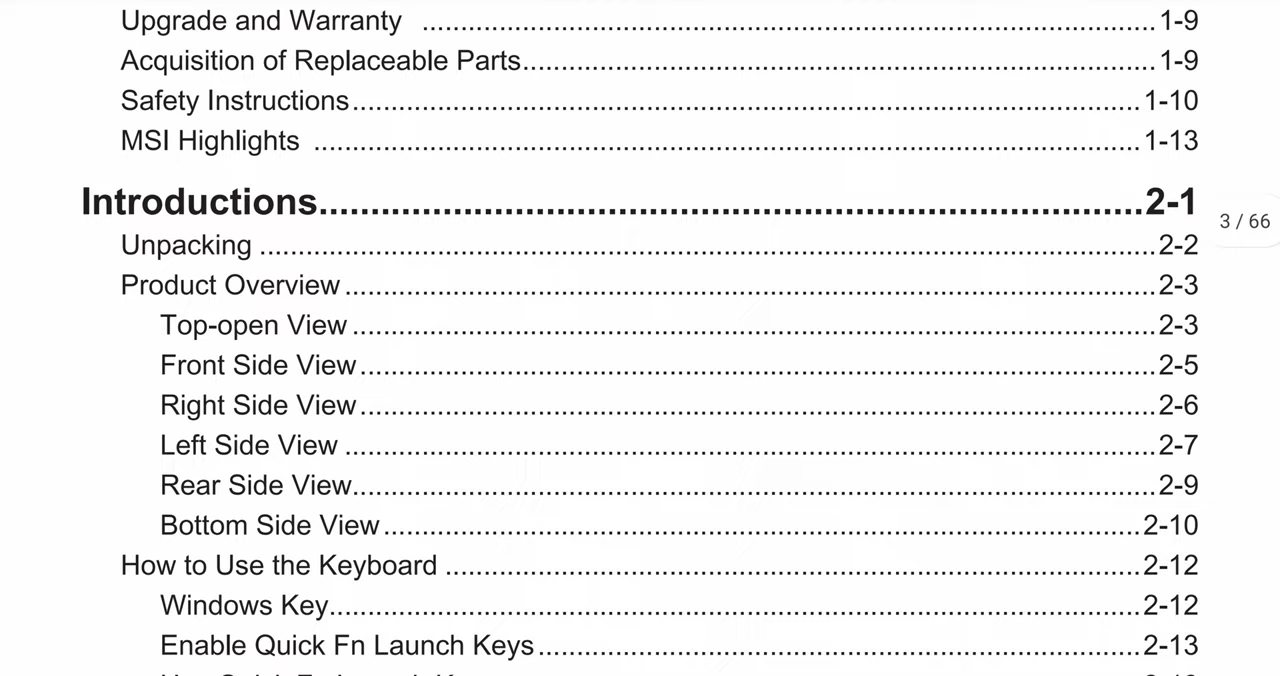 Upgrade and Warranty ........ 1-9
Acquisition of Replaceable Parts ........ 1-9
Safety Instructions ........ 1-10
MSI Highlights ........ 1-13
Introductions ........ 2-1
3 / 66
Unpacking ........ 2-2
Product Overview ........ 2-3
Top-open View ........ 2-3
Front Side View ........ 2-5
Right Side View ........ 2-6
Left Side View ........ 2-7
Rear Side View ........ 2-9
Bottom Side View ........ 2-10
How to Use the Keyboard ........ 2-12
Windows Key ........ 2-12
Enable Quick Fn Launch Keys ........ 2-13